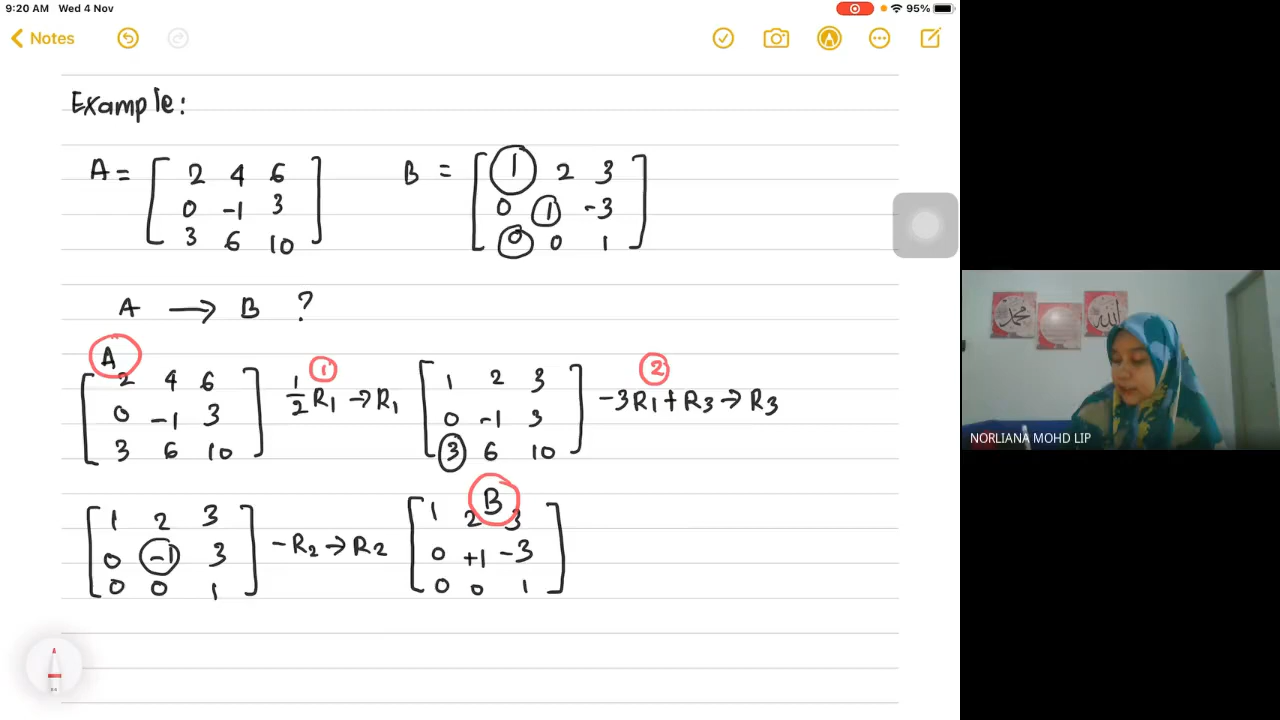 9:20 AM Wed 4 Nov 95%
Notes
Example:
A = [ 2 4 6 B = [ 1 2 3
0 -1 3 0 1 -3
3 6 10 ] 0 0 1 ]
A → B ?
A 1 2
[ 2 4 6 ½R₁ → R₁ [ 1 2 3 -3R₁ + R₃ → R₃
0 -1 3 0 -1 3
3 6 10 ] 3 6 10 ]
B
[ 1 2 3 -R₂ → R₂ [ 1 2 3
0 -1 3 0 +1 -3
0 0 1 ] 0 0 1 ]
محمد
الله
NORLIANA MOHD LIP